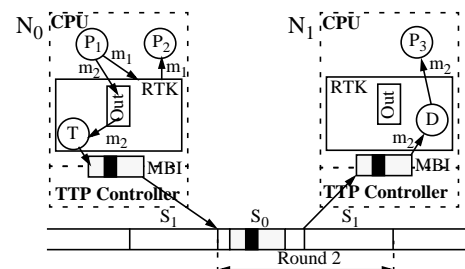 N0 CPU
P1 P2
m1
m2 m1
RTK
Out
T m2
MBI
TTP Controller
N1 CPU
P3
m2
RTK
Out
D
m2
MBI
TTP Controller
S1 S0 S1
Round 2